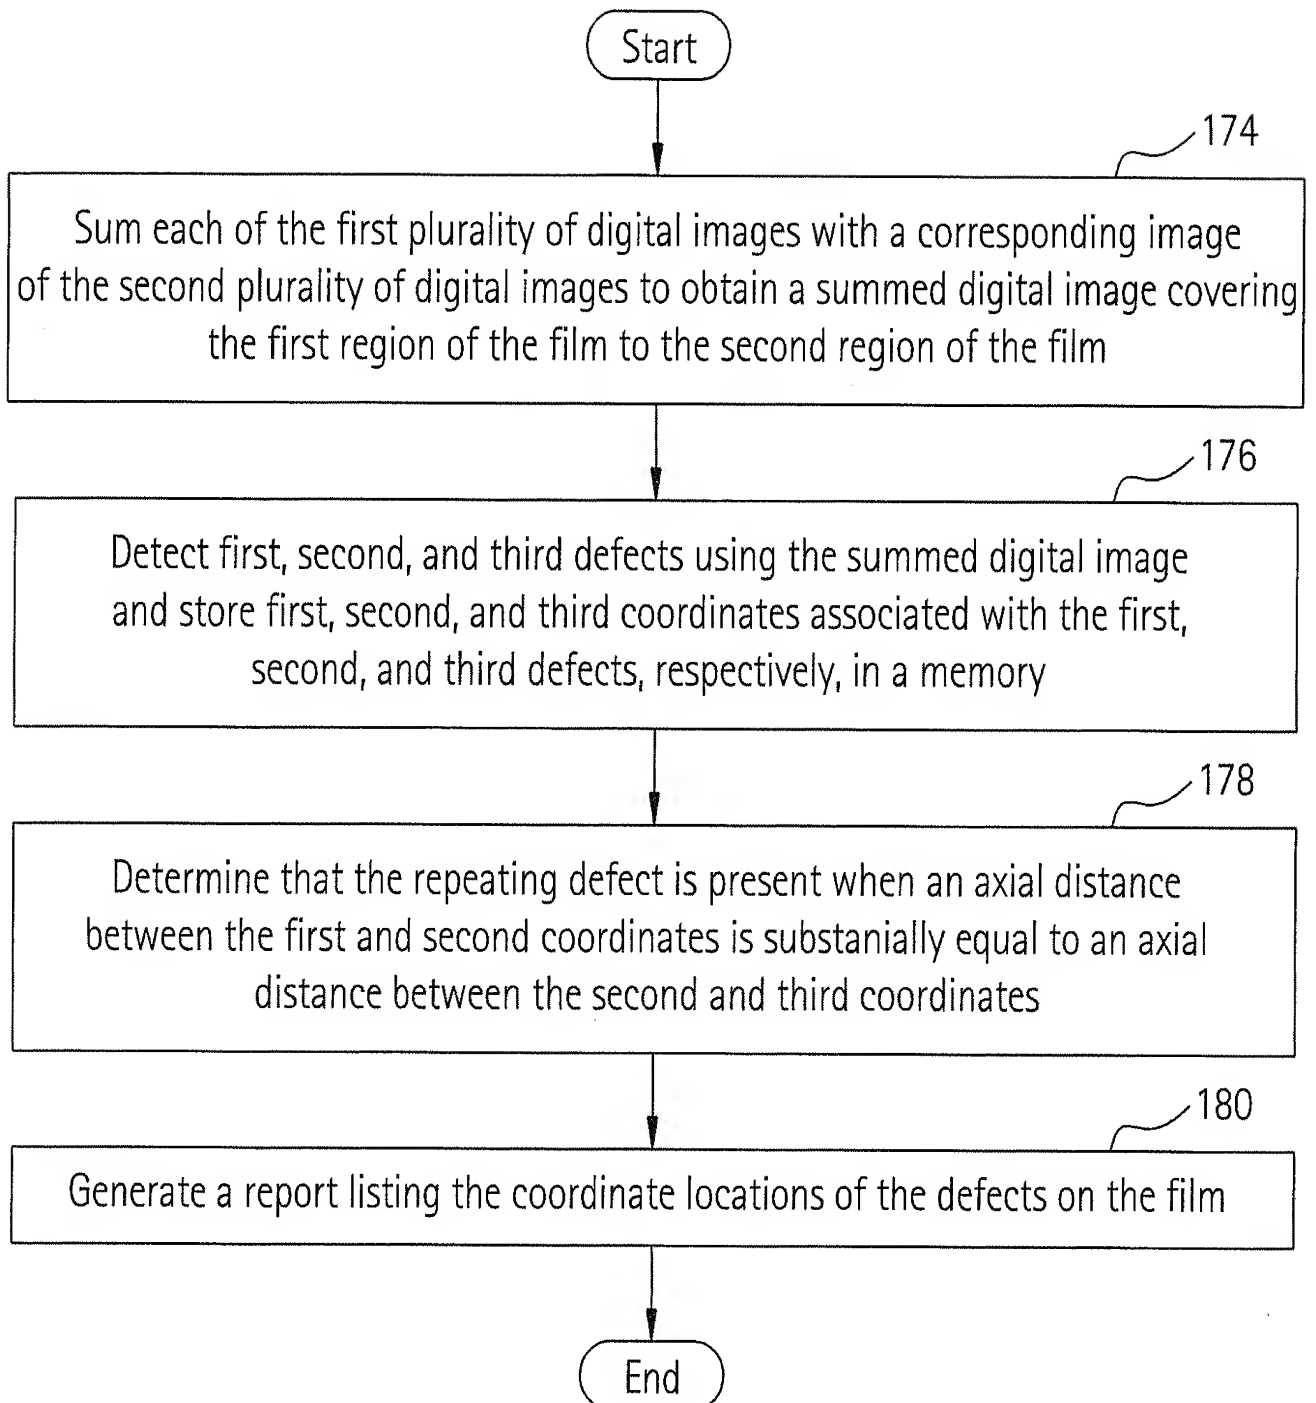 Start
174
Sum each of the first plurality of digital images with a corresponding image
of the second plurality of digital images to obtain a summed digital image covering
the first region of the film to the second region of the film
176
Detect first, second, and third defects using the summed digital image
and store first, second, and third coordinates associated with the first,
second, and third defects, respectively, in a memory
178
Determine that the repeating defect is present when an axial distance
between the first and second coordinates is substanially equal to an axial
distance between the second and third coordinates
180
Generate a report listing the coordinate locations of the defects on the film
End